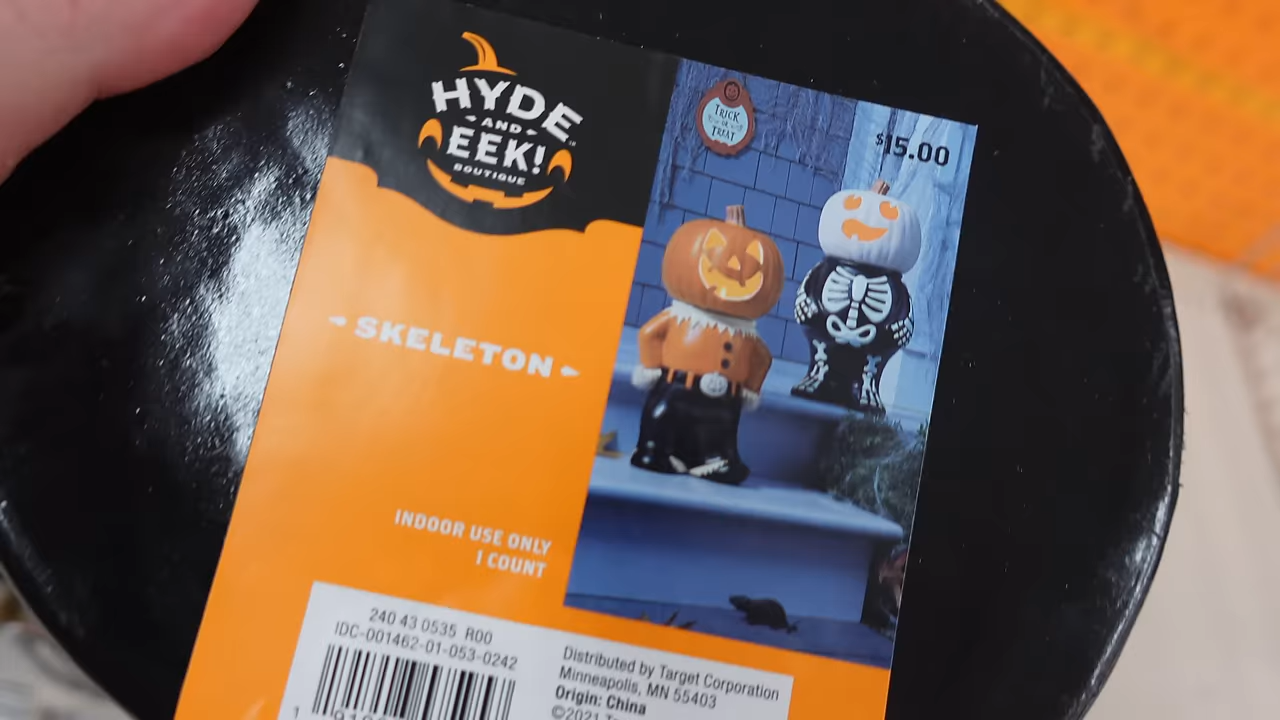 HYDE
AND
EEK!
BOUTIQUE
TRICK
OR
TREAT
$15.00
SKELETON
INDOOR USE ONLY
1 COUNT
240 43 0535 R00
IDC-001462-01-053-0242
Distributed by Target Corporation
Minneapolis, MN 55403
Origin: China
©2021